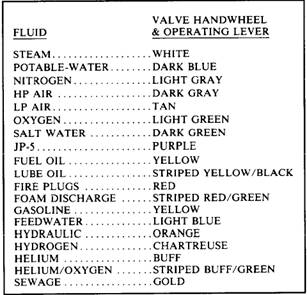 FLUID VALVE HANDWHEEL & OPERATING LEVER
STEAM..................WHITE
POTABLE-WATER........DARK BLUE
NITROGEN................LIGHT GRAY
HP AIR ..................DARK GRAY
LP AIR ...................TAN
OXYGEN.................LIGHT GREEN
SALT WATER ............DARK GREEN
JP-5......................PURPLE
FUEL OIL................YELLOW
LUBE OIL................STRIPED YELLOW/BLACK
FIRE PLUGS .............RED
FOAM DISCHARGE ......STRIPED RED/GREEN
GASOLINE ...............YELLOW
FEEDWATER .............LIGHT BLUE
HYDRAULIC .............ORANGE
HYDROGEN...............CHARTREUSE
HELIUM .................BUFF
HELIUM/OXYGEN .......STRIPED BUFF/GREEN
SEWAGE.................GOLD